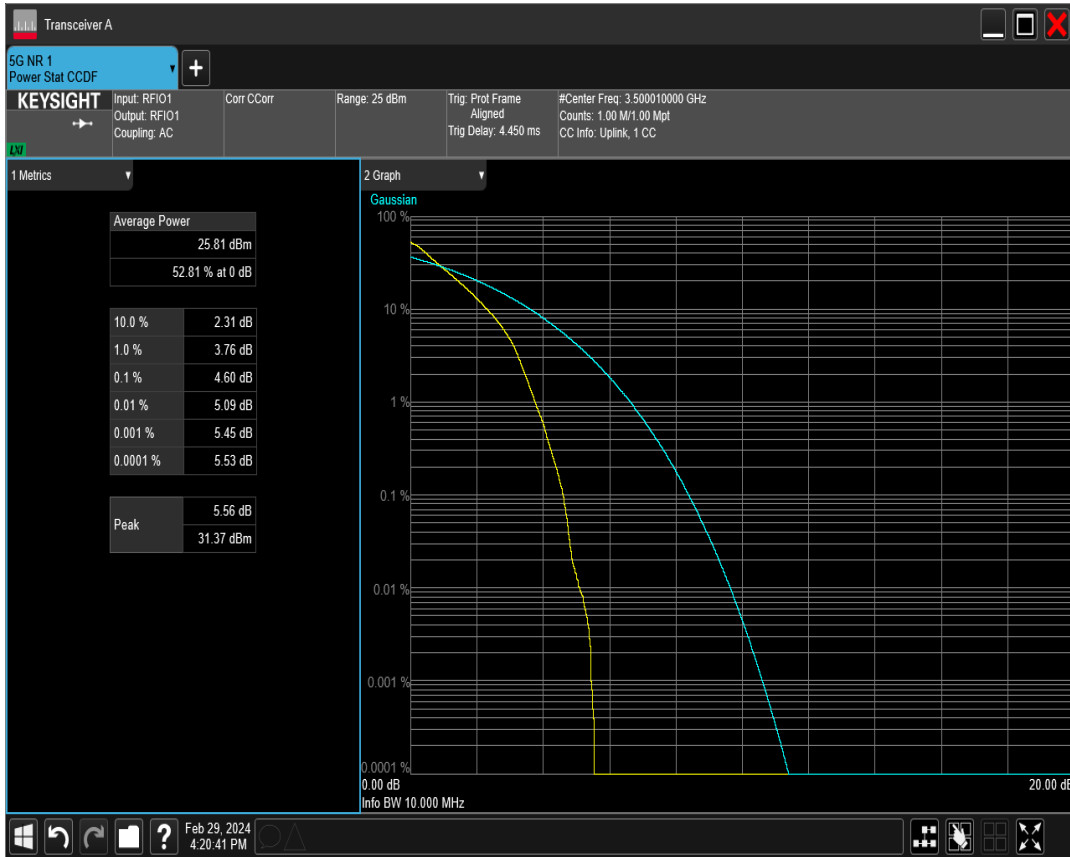 Transceiver A
5G NR 1
Power Stat CCDF
KEYSIGHT
LXI
Input: RFIO1
Output: RFIO1
Coupling: AC
Corr CCorr
Range: 25 dBm
Trig: Prot Frame
Aligned
Trig Delay: 4.450 ms
#Center Freq: 3.500010000 GHz
Counts: 1.00 M/1.00 Mpt
CC Info: Uplink, 1 CC
1 Metrics
Average Power
25.81 dBm
52.81 % at 0 dB
10.0 % 2.31 dB
1.0 % 3.76 dB
0.1 % 4.60 dB
0.01 % 5.09 dB
0.001 % 5.45 dB
0.0001 % 5.53 dB
Peak
5.56 dB
31.37 dBm
2 Graph
Gaussian
100 %
10 %
1 %
0.1 %
0.01 %
0.001 %
0.0001 %
0.00 dB 20.00 dB
Info BW 10.000 MHz
Feb 29, 2024
4:20:41 PM